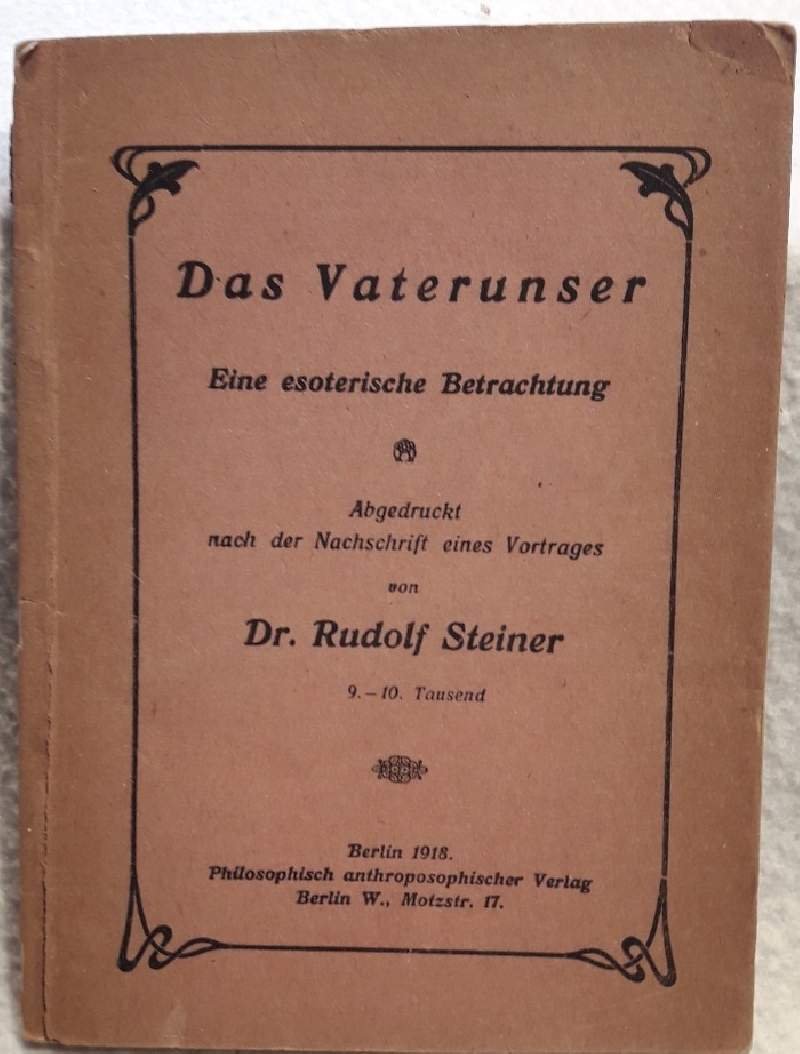 Das Vaterunser
Eine esoterische Betrachtung
Abgedruckt
nach der Nachschrift eines Vortrages
von
Dr. Rudolf Steiner
9.–10. Tausend
Berlin 1918.
Philosophisch anthroposophischer Verlag
Berlin W., Motzstr. 17.